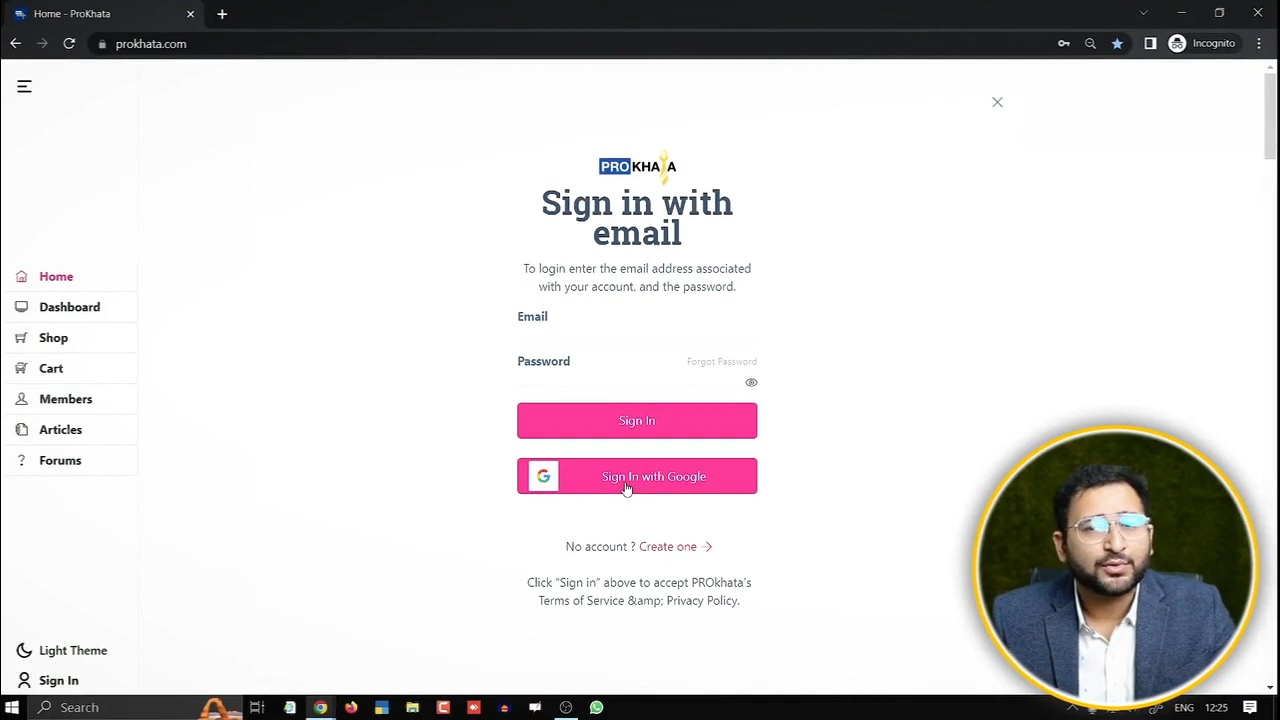 Home - ProKhata
prokhata.com
Incognito
PROKHATA
Sign in with
email
To login enter the email address associated
with your account, and the password.
Email
Password
Forgot Password
Sign In
G
Sign In with Google
No account ? Create one →
Click "Sign in" above to accept PROkhata's
Terms of Service &amp; Privacy Policy.
Home
Dashboard
Shop
Cart
Members
Articles
? Forums
Light Theme
Sign In
Search
ENG
12:25